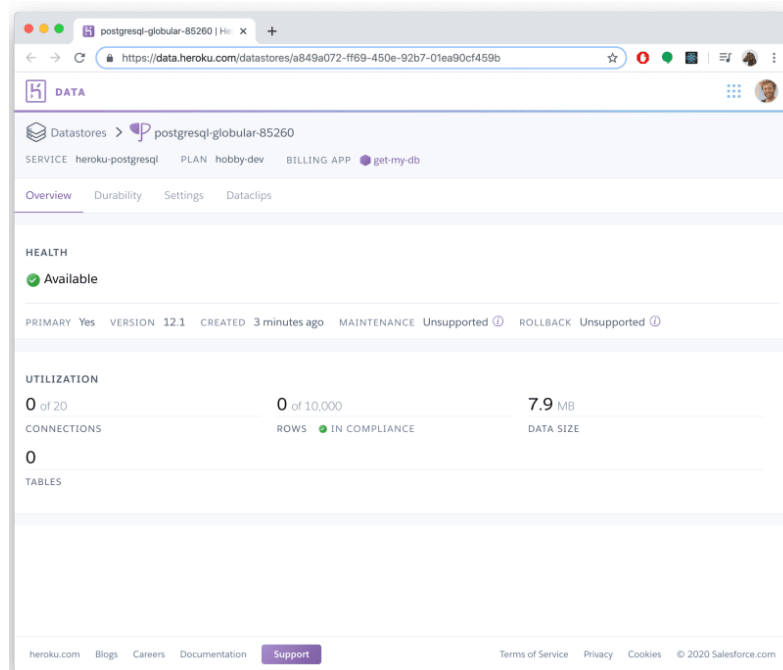 postgresql-globular-85260 | He
https://data.heroku.com/datastores/a849a072-ff69-450e-92b7-01ea90cf459b
DATA
Datastores > postgresql-globular-85260
SERVICE heroku-postgresql PLAN hobby-dev BILLING APP get-my-db
Overview Durability Settings Dataclips
HEALTH
Available
PRIMARY Yes VERSION 12.1 CREATED 3 minutes ago MAINTENANCE Unsupported ROLLBACK Unsupported
UTILIZATION
0 of 20 0 of 10,000 7.9 MB
CONNECTIONS ROWS IN COMPLIANCE DATA SIZE
0
TABLES
heroku.com Blogs Careers Documentation Support Terms of Service Privacy Cookies © 2020 Salesforce.com